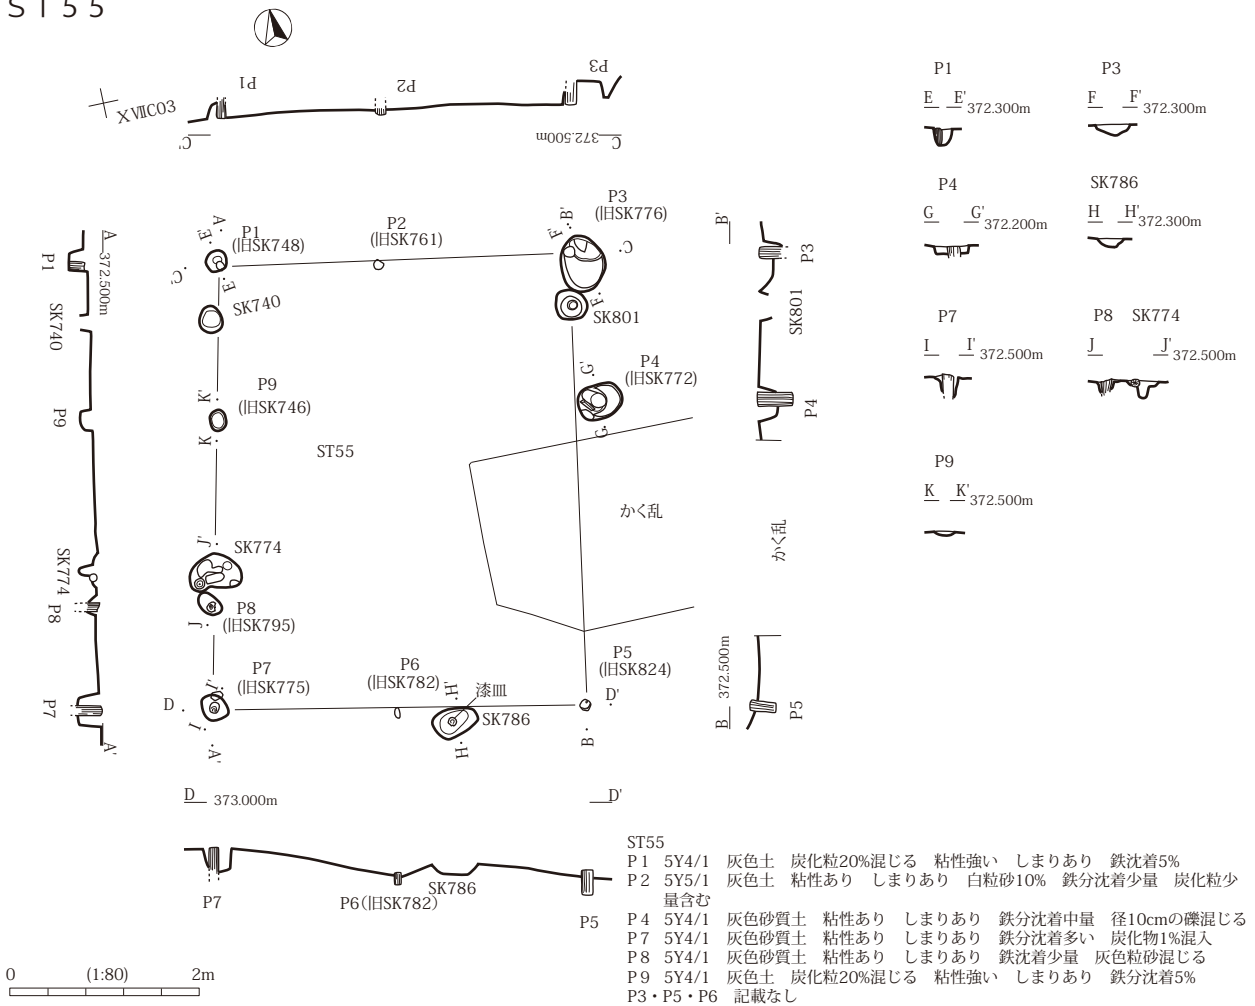 ST55
XⅦC03
P1
P2
P3
C'
372.500m
C
P1
E
E'
372.300m
P3
F
F'
372.300m
P4
G
G'
372.200m
SK786
H
H'
372.300m
P7
I
I'
372.500m
P8 SK774
J
J'
372.500m
P9
K
K'
372.500m
A
372.500m
P1
SK740
P9
SK774
P8
P7
A'
A
E'
P1
(旧SK748)
C'
E
P2
(旧SK761)
P3
(旧SK776)
B'
F'
C
F
SK740
SK801
K'
P9
(旧SK746)
K
ST55
G'
P4
(旧SK772)
G
かく乱
J'
SK774
P8
(旧SK795)
J
P7
(旧SK775)
I'
D
I
A'
P6
(旧SK782)
H'
漆皿
SK786
H
P5
(旧SK824)
D'
B
B'
P3
SK801
P4
かく乱
372.500m
B
P5
D
373.000m
D'
P7
P6(旧SK782)
SK786
P5
0 (1:80) 2m
ST55
P1 5Y4/1 灰色土 炭化粒20%混じる 粘性強い しまりあり 鉄沈着5%
P2 5Y5/1 灰色土 粘性あり しまりあり 白粒砂10% 鉄分沈着少量 炭化粒少
量含む
P4 5Y4/1 灰色砂質土 粘性あり しまりあり 鉄分沈着中量 径10cmの礫混じる
P7 5Y4/1 灰色砂質土 粘性あり しまりあり 鉄分沈着多い 炭化物1%混入
P8 5Y4/1 灰色砂質土 粘性あり しまりあり 鉄沈着少量 灰色粒砂混じる
P9 5Y4/1 灰色土 炭化粒20%混じる 粘性強い しまりあり 鉄分沈着5%
P3・P5・P6 記載なし